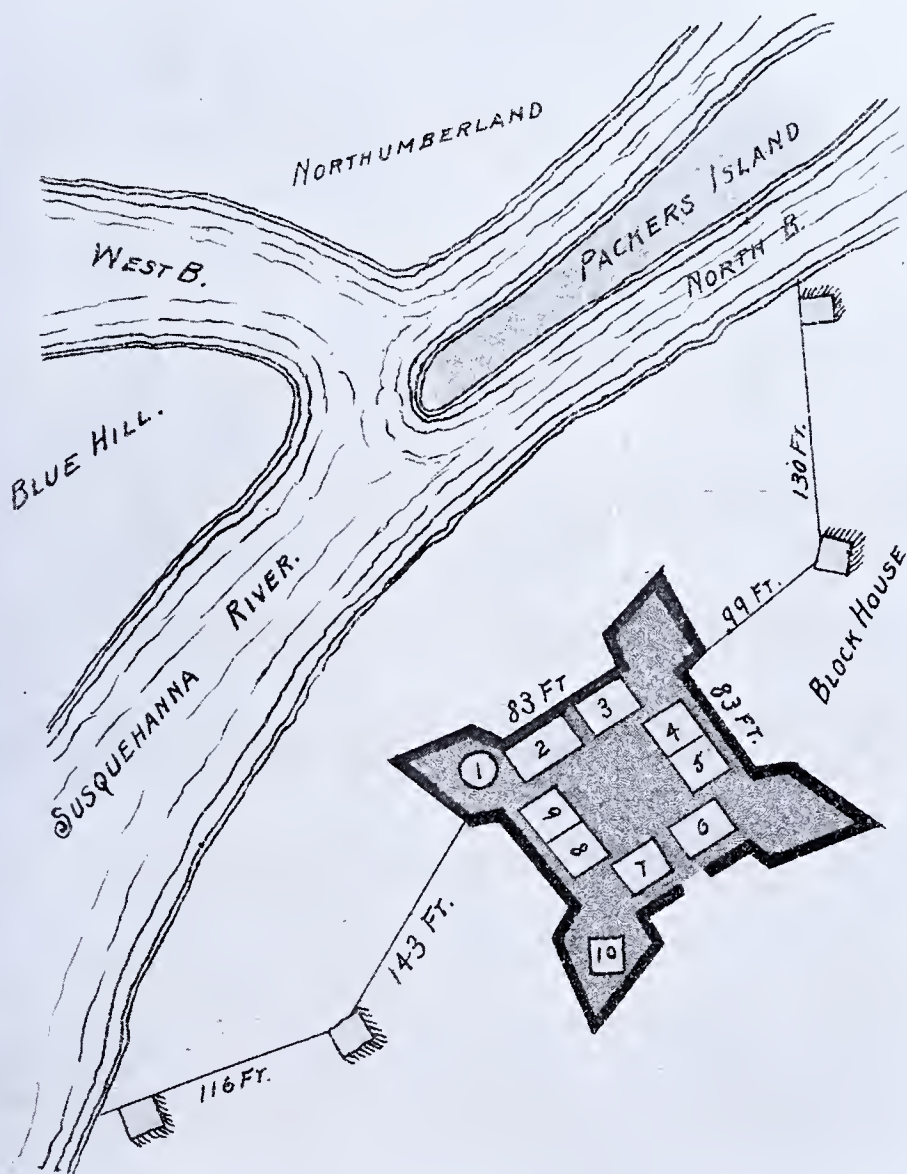 NORTHUMBERLAND
PACKERS ISLAND
WEST B.
NORTH B.
BLUE HILL.
130 FT.
SUSQUEHANNA RIVER.
99 FT.
BLOCK HOUSE
83 FT
83 FT.
1
2
3
4
5
6
7
8
9
10
143 FT.
116 FT.